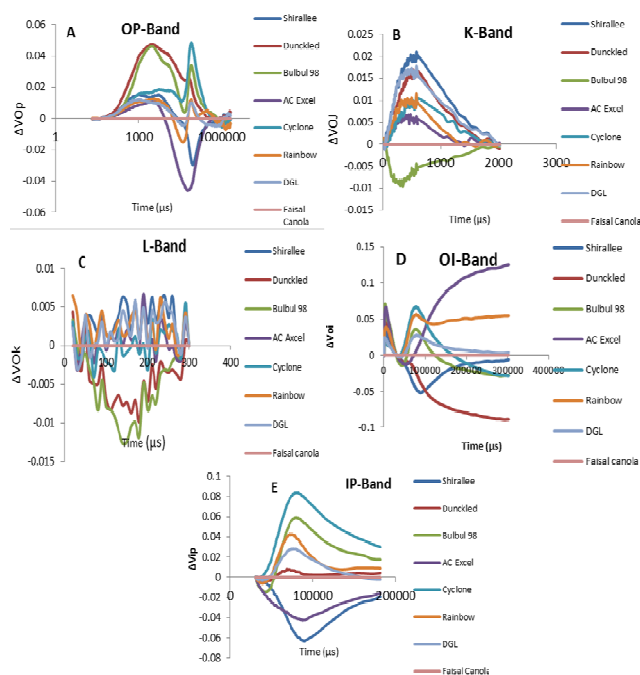 A
OP-Band
0.06
0.04
0.02
0
-0.02
-0.04
-0.06
1
1000
1000000
ΔVOp
Time (µs)
Shirallee
Dunckled
Bulbul 98
AC Excel
Cyclone
Rainbow
DGL
Faisal Canola
B
K-Band
0.025
0.02
0.015
0.01
0.005
0
-0.005
-0.01
-0.015
0
1000
2000
3000
ΔVOJ
Time (µs)
Shirallee
Dunckled
Bulbul 98
AC Excel
Cyclone
Rainbow
DGL
Faisal Canola
L-Band
C
0.01
0.005
0
-0.005
-0.01
-0.015
0
100
200
300
400
ΔVOk
Time (µs)
Shirallee
Dunckled
Bulbul 98
AC Axcel
Cyclone
Rainbow
DGL
Faisal canola
D
OI-Band
0.15
0.1
0.05
0
-0.05
-0.1
0
100000
200000
300000
400000
ΔVoi
Shirallee
Dunckled
Bulbul 98
AC Excel
Cyclone
Rainbow
DGL
Faisal canola
E
IP-Band
0.1
0.08
0.06
0.04
0.02
0
-0.02
-0.04
-0.06
-0.08
0
100000
200000
ΔVip
Time (µs)
Shirallee
Dunckled
Bulbul 98
AC Excel
Cyclone
Rainbow
DGL
Faisal Canola